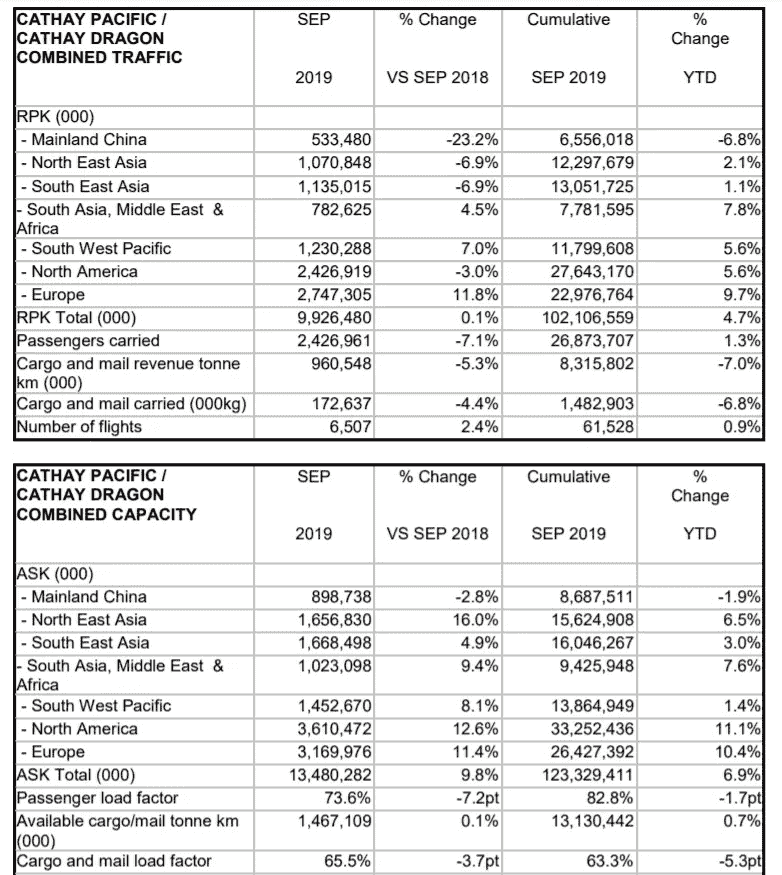 CATHAY PACIFIC / CATHAY DRAGON COMBINED TRAFFIC SEP 2019 % Change VS SEP 2018 Cumulative SEP 2019 % Change YTD
RPK (000)
- Mainland China 533,480 -23.2% 6,556,018 -6.8%
- North East Asia 1,070,848 -6.9% 12,297,679 2.1%
- South East Asia 1,135,015 -6.9% 13,051,725 1.1%
- South Asia, Middle East & Africa 782,625 4.5% 7,781,595 7.8%
- South West Pacific 1,230,288 7.0% 11,799,608 5.6%
- North America 2,426,919 -3.0% 27,643,170 5.6%
- Europe 2,747,305 11.8% 22,976,764 9.7%
RPK Total (000) 9,926,480 0.1% 102,106,559 4.7%
Passengers carried 2,426,961 -7.1% 26,873,707 1.3%
Cargo and mail revenue tonne km (000) 960,548 -5.3% 8,315,802 -7.0%
Cargo and mail carried (000kg) 172,637 -4.4% 1,482,903 -6.8%
Number of flights 6,507 2.4% 61,528 0.9%
CATHAY PACIFIC / CATHAY DRAGON COMBINED CAPACITY SEP 2019 % Change VS SEP 2018 Cumulative SEP 2019 % Change YTD
ASK (000)
- Mainland China 898,738 -2.8% 8,687,511 -1.9%
- North East Asia 1,656,830 16.0% 15,624,908 6.5%
- South East Asia 1,668,498 4.9% 16,046,267 3.0%
- South Asia, Middle East & Africa 1,023,098 9.4% 9,425,948 7.6%
- South West Pacific 1,452,670 8.1% 13,864,949 1.4%
- North America 3,610,472 12.6% 33,252,436 11.1%
- Europe 3,169,976 11.4% 26,427,392 10.4%
ASK Total (000) 13,480,282 9.8% 123,329,411 6.9%
Passenger load factor 73.6% -7.2pt 82.8% -1.7pt
Available cargo/mail tonne km (000) 1,467,109 0.1% 13,130,442 0.7%
Cargo and mail load factor 65.5% -3.7pt 63.3% -5.3pt